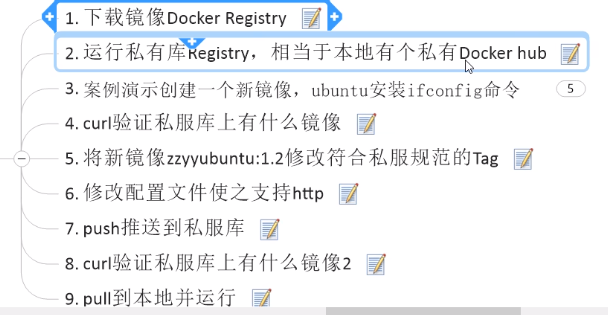 1. 下载镜像Docker Registry
2. 运行私有库Registry，相当于本地有个私有Docker hub
3. 案例演示创建一个新镜像，ubuntu安装ifconfig命令 5
4. curl验证私服库上有什么镜像
5. 将新镜像zzyyubuntu:1.2修改符合私服规范的Tag
6. 修改配置文件使之支持http
7. push推送到私服库
8. curl验证私服库上有什么镜像2
9. pull到本地并运行